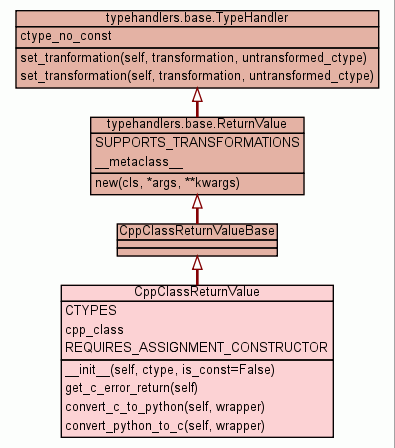 typehandlers.base.TypeHandler
ctype_no_const
set_tranformation(self, transformation, untransformed_ctype)
set_transformation(self, transformation, untransformed_ctype)
typehandlers.base.ReturnValue
SUPPORTS_TRANSFORMATIONS
__metaclass__
new(cls, *args, **kwargs)
CppClassReturnValueBase
CppClassReturnValue
CTYPES
cpp_class
REQUIRES_ASSIGNMENT_CONSTRUCTOR
__init__(self, ctype, is_const=False)
get_c_error_return(self)
convert_c_to_python(self, wrapper)
convert_python_to_c(self, wrapper)